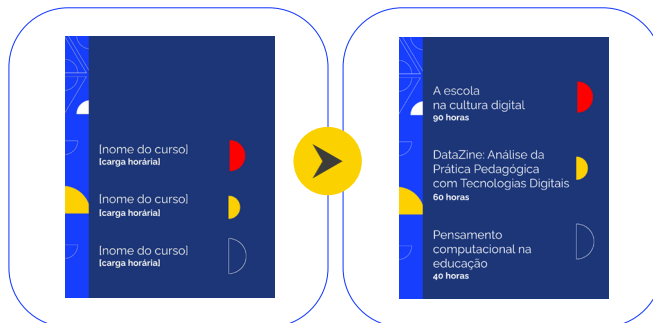 [nome do curso]
[carga horária]
[nome do curso]
[carga horária]
[nome do curso]
[carga horária]
A escola
na cultura digital
90 horas
DataZine: Análise da
Prática Pedagógica
com Tecnologias Digitais
60 horas
Pensamento
computacional na
educação
40 horas